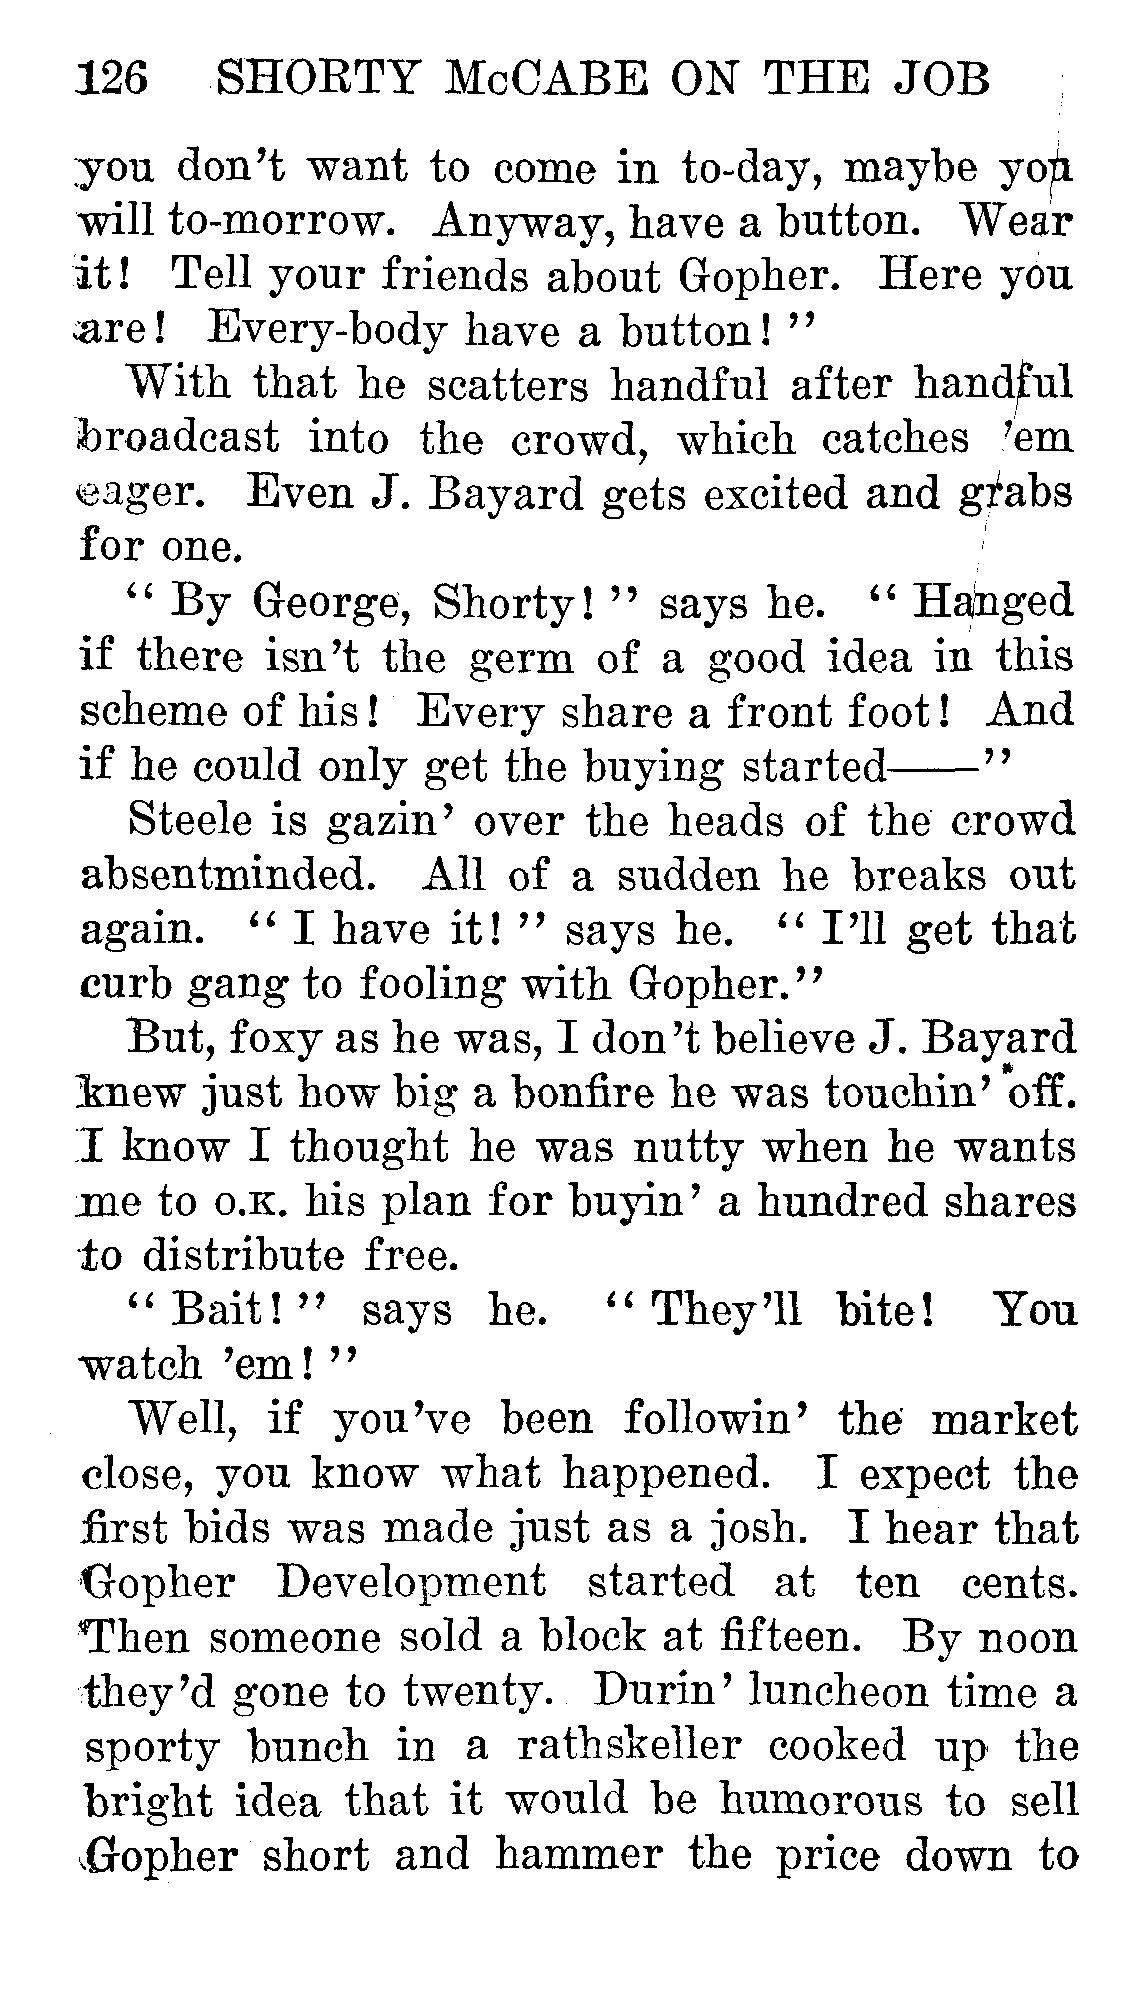 126 SHORTY McCABE ON THE JOB
you don't want to come in to-day, maybe you
will to-morrow. Anyway, have a button. Wear
it! Tell your friends about Gopher. Here you
are! Every-body have a button!"
With that he scatters handful after handful
broadcast into the crowd, which catches 'em
eager. Even J. Bayard gets excited and grabs
for one.
"By George, Shorty!" says he. "Hanged
if there isn't the germ of a good idea in this
scheme of his! Every share a front foot! And
if he could only get the buying started——"
Steele is gazin' over the heads of the crowd
absentminded. All of a sudden he breaks out
again. "I have it!" says he. "I'll get that
curb gang to fooling with Gopher."
But, foxy as he was, I don't believe J. Bayard
knew just how big a bonfire he was touchin' off.
I know I thought he was nutty when he wants
me to O.K. his plan for buyin' a hundred shares
to distribute free.
"Bait!" says he. "They'll bite! You
watch 'em!"
Well, if you've been followin' the market
close, you know what happened. I expect the
first bids was made just as a josh. I hear that
Gopher Development started at ten cents.
Then someone sold a block at fifteen. By noon
they'd gone to twenty. Durin' luncheon time a
sporty bunch in a rathskeller cooked up the
bright idea that it would be humorous to sell
Gopher short and hammer the price down to